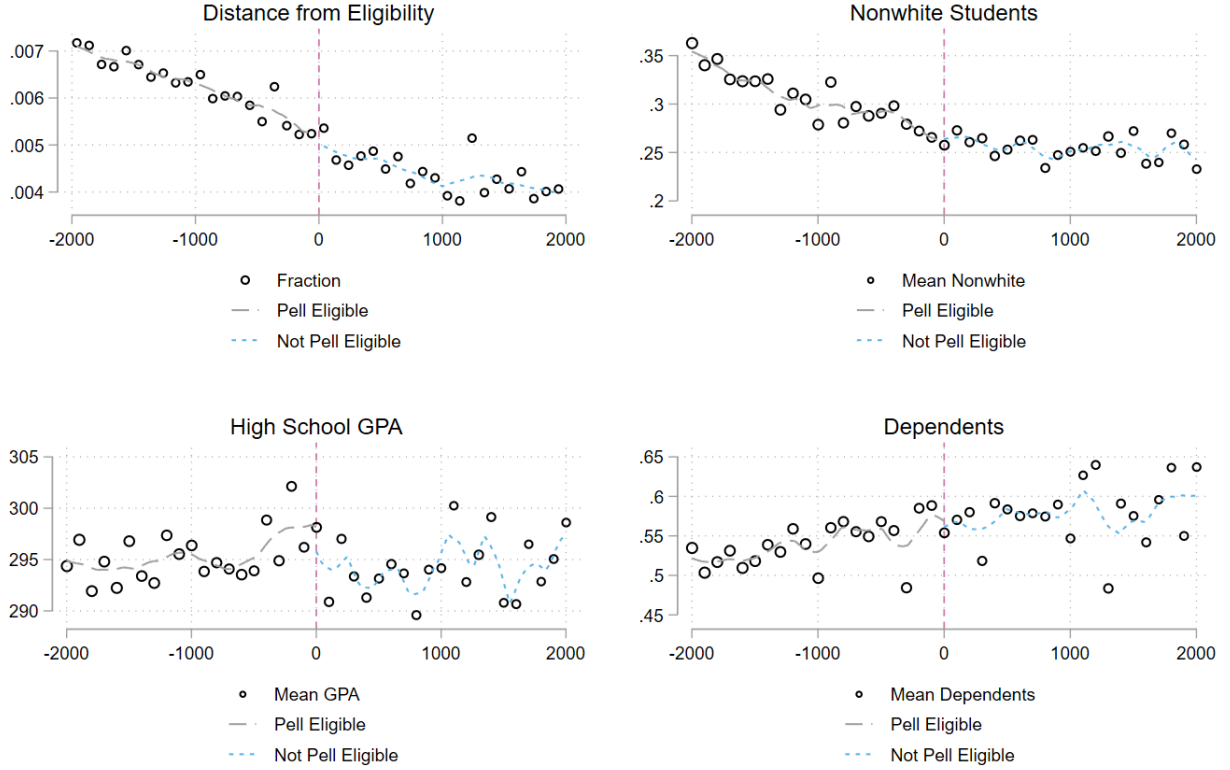 Distance from Eligibility
.007
.006
.005
.004
-2000 -1000 0 1000 2000
Fraction
Pell Eligible
Not Pell Eligible
Nonwhite Students
.35
.3
.25
.2
-2000 -1000 0 1000 2000
Mean Nonwhite
Pell Eligible
Not Pell Eligible
High School GPA
305
300
295
290
-2000 -1000 0 1000 2000
Mean GPA
Pell Eligible
Not Pell Eligible
Dependents
.65
.6
.55
.5
.45
-2000 -1000 0 1000 2000
Mean Dependents
Pell Eligible
Not Pell Eligible